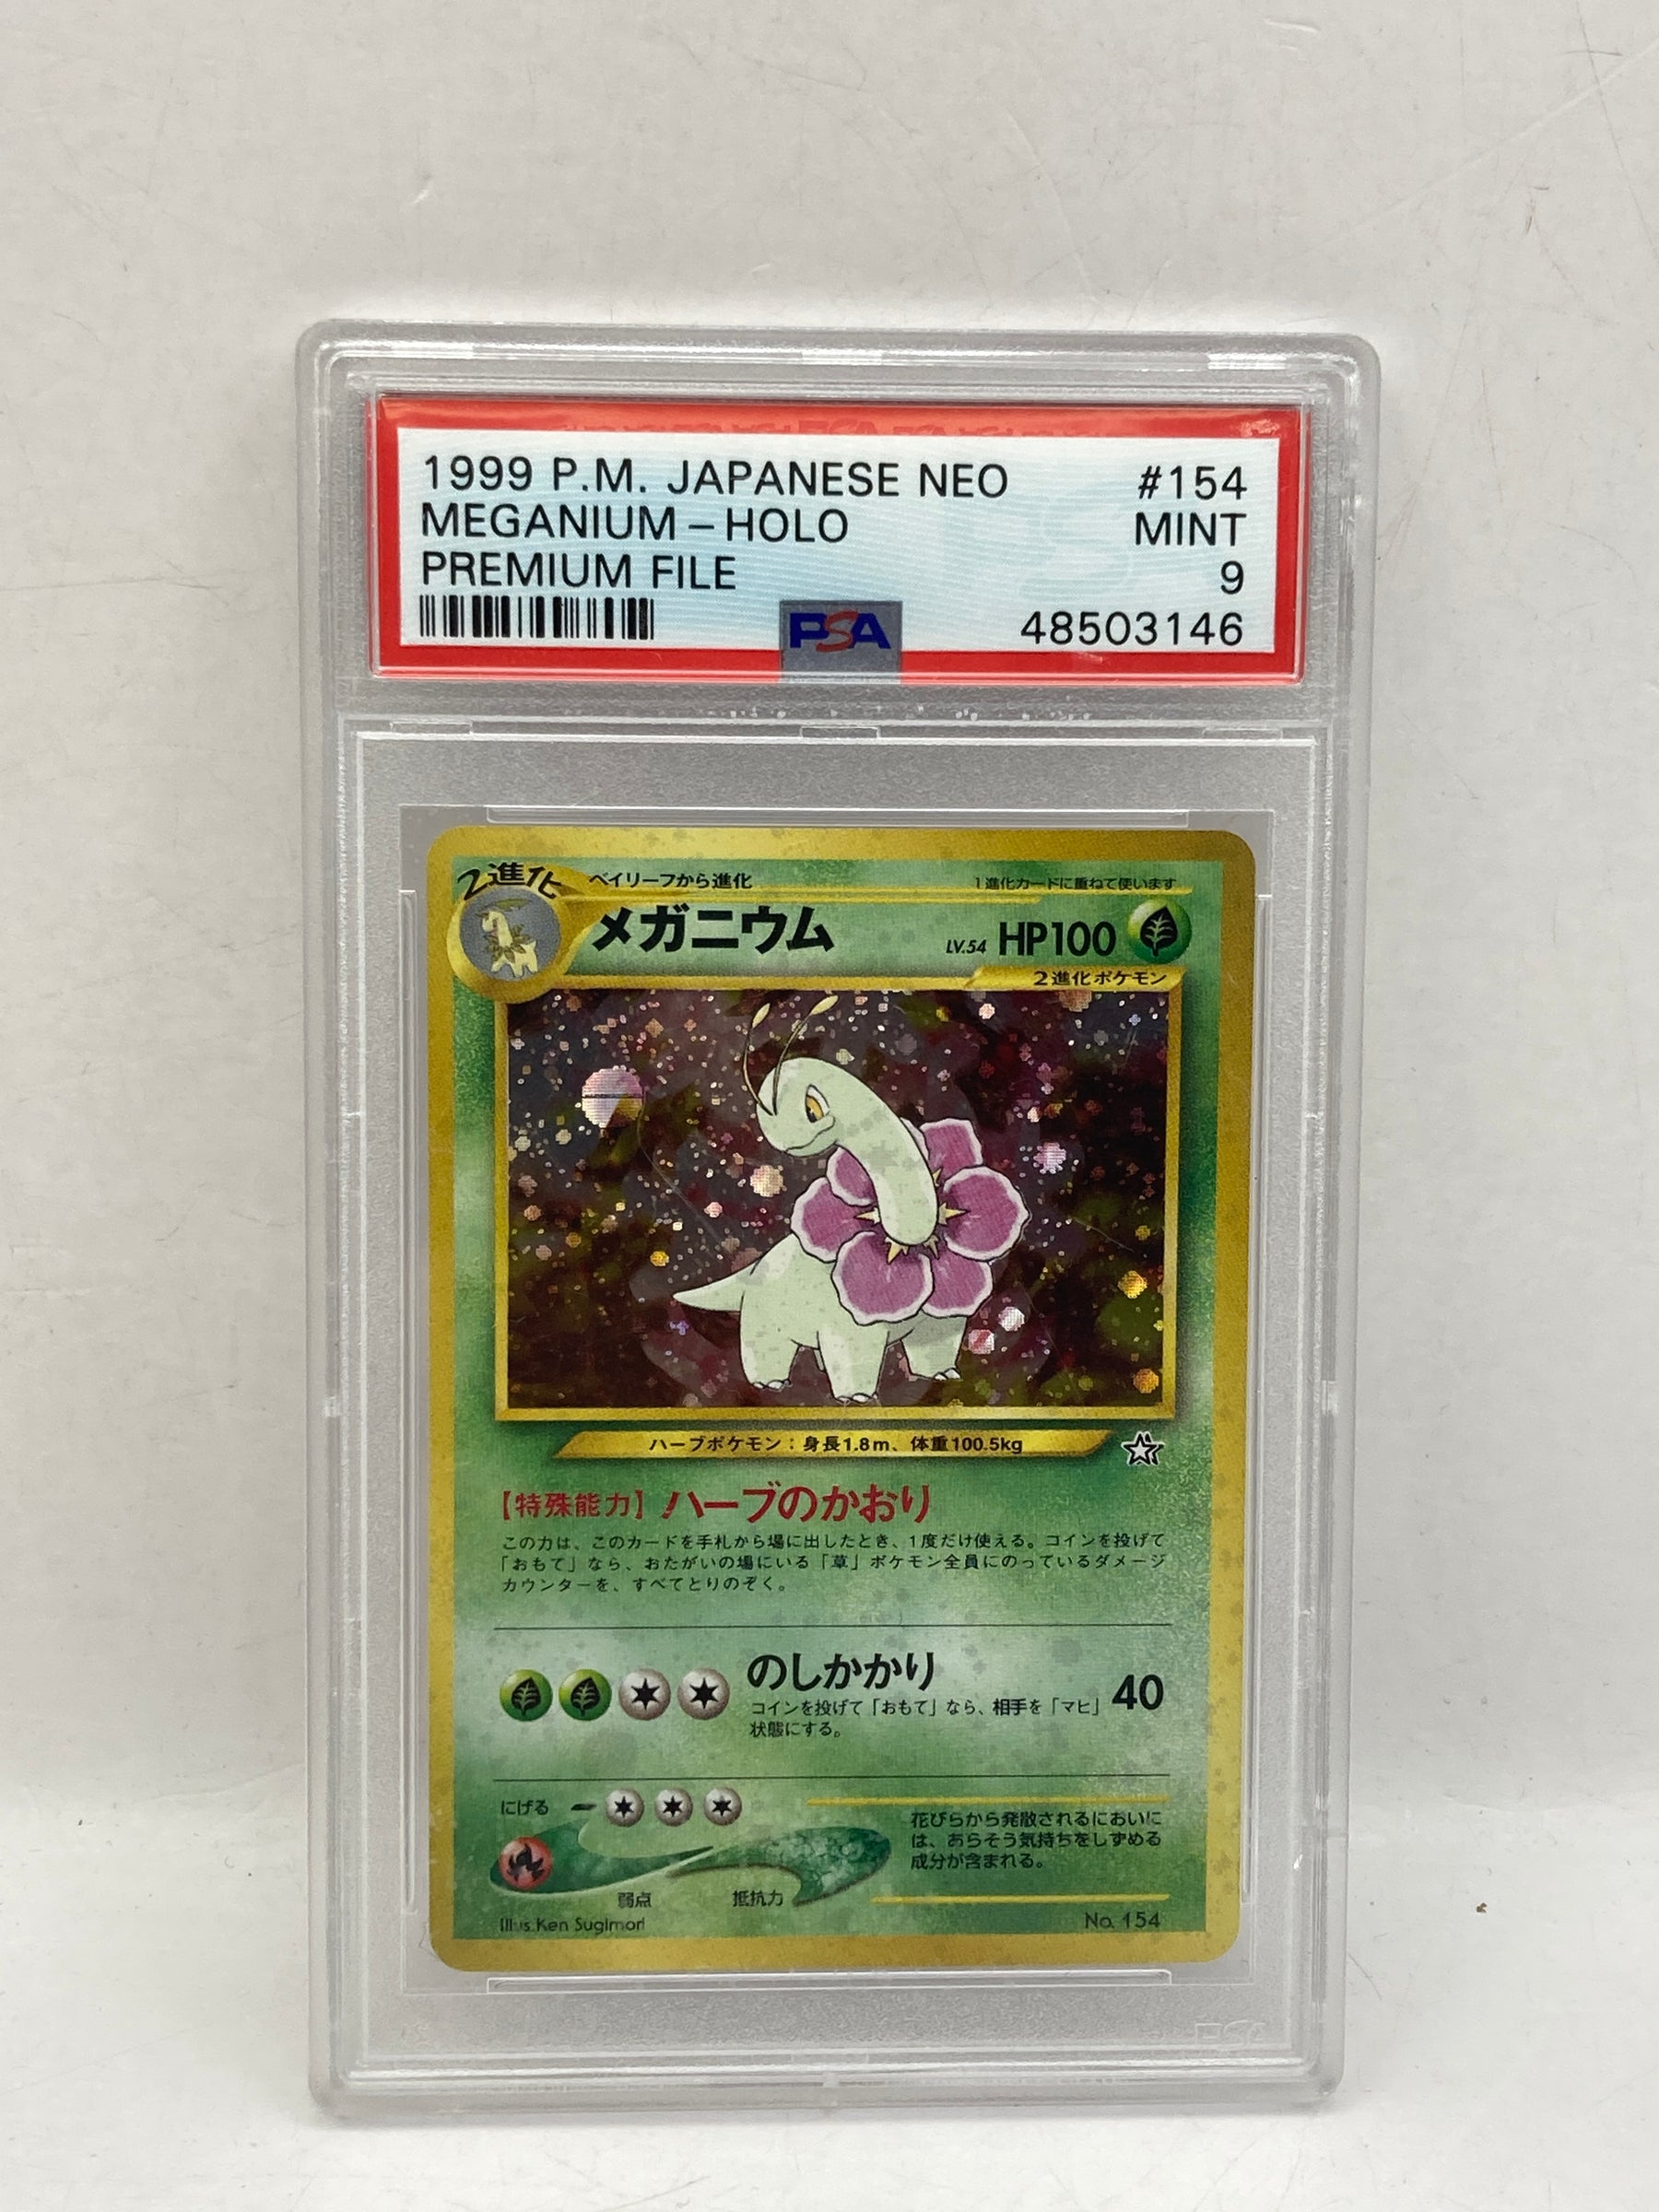 1999 P.M. JAPANESE NEO #154
MEGANIUM-HOLO MINT
PREMIUM FILE 9
PSA 48503146
2進化
ベイリーフから進化 1進化カードに重ねて使います
メガニウム LV.54 HP100
2進化ポケモン
ハーブポケモン：身長1.8m、体重100.5kg
【特殊能力】ハーブのかおり
この力は、このカードを手札から場に出したとき、1度だけ使える。コインを投げて
「おもて」なら、おたがいの場にいる「草」ポケモン全員にのっているダメージ
カウンターを、すべてとりのぞく。
のしかかり 40
コインを投げて「おもて」なら、相手を「マヒ」
状態にする。
にげる
花びらから発散されるにおいに
は、あらそう気持ちをしずめる
成分が含まれる。
弱点 抵抗力
Illus.Ken Sugimori No. 154